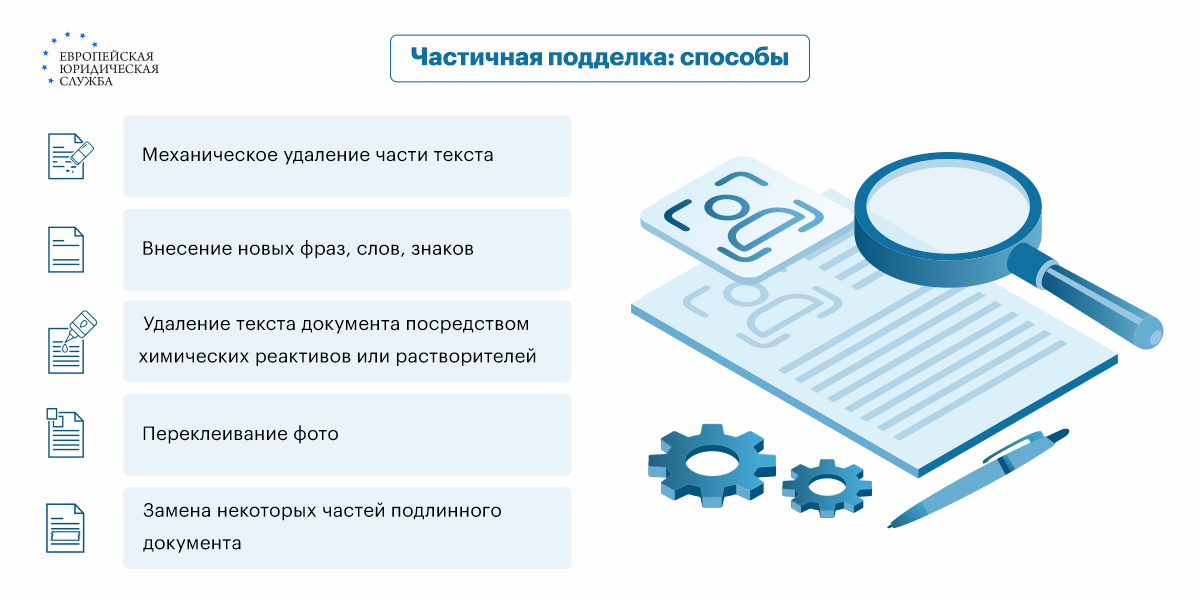 ЕВРОПЕЙСКАЯ
ЮРИДИЧЕСКАЯ
СЛУЖБА
Частичная подделка: способы
Механическое удаление части текста
Внесение новых фраз, слов, знаков
Удаление текста документа посредством
химических реактивов или растворителей
Переклеивание фото
Замена некоторых частей подлинного
документа